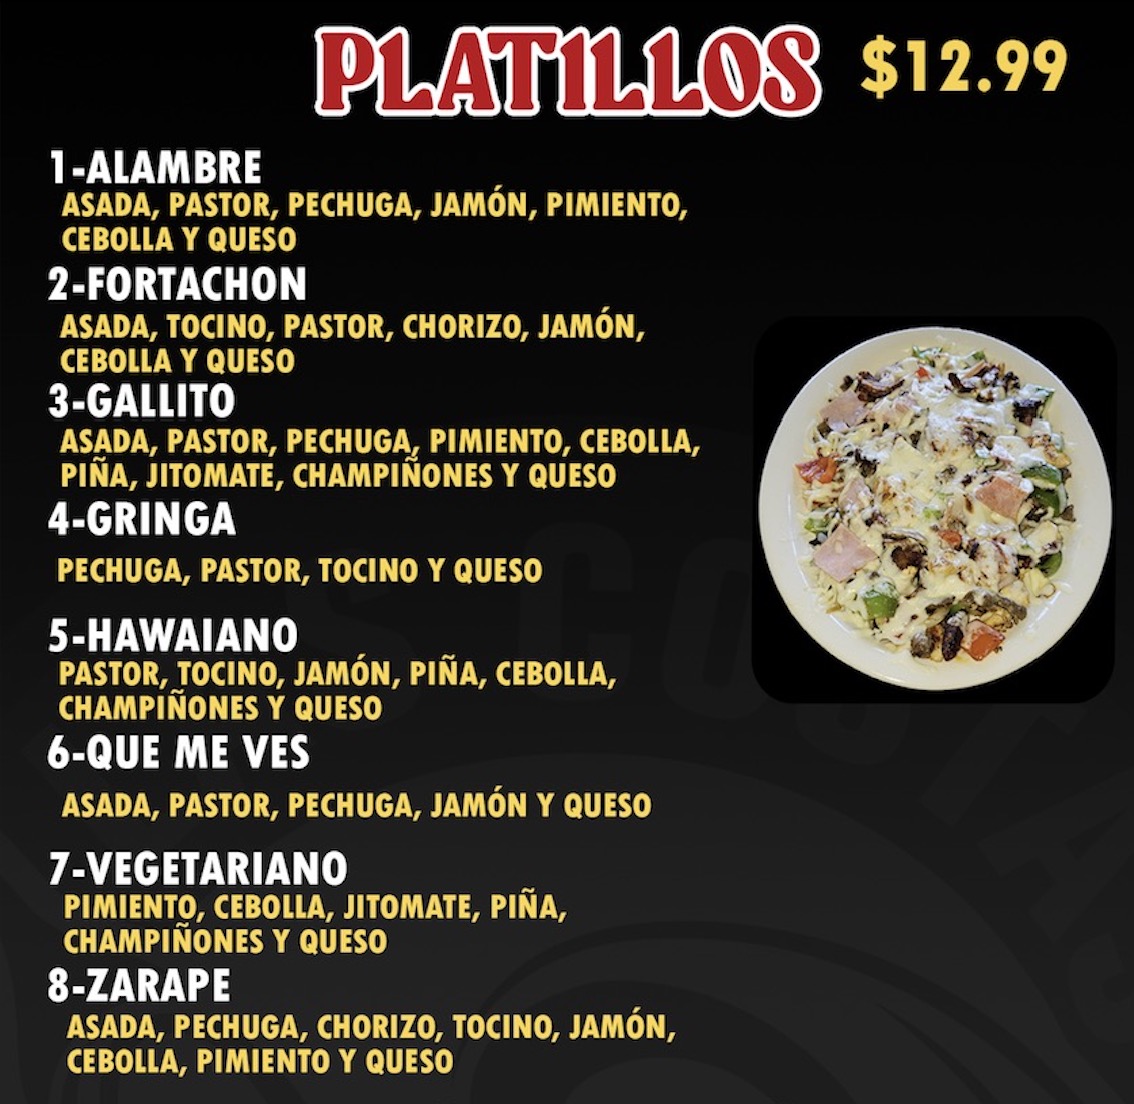 PLATILLOS $12.99
1-ALAMBRE
ASADA, PASTOR, PECHUGA, JAMÓN, PIMIENTO,
CEBOLLA Y QUESO
2-FORTACHON
ASADA, TOCINO, PASTOR, CHORIZO, JAMÓN,
CEBOLLA Y QUESO
3-GALLITO
ASADA, PASTOR, PECHUGA, PIMIENTO, CEBOLLA,
PIÑA, JITOMATE, CHAMPIÑONES Y QUESO
4-GRINGA
PECHUGA, PASTOR, TOCINO Y QUESO
5-HAWAIANO
PASTOR, TOCINO, JAMÓN, PIÑA, CEBOLLA,
CHAMPIÑONES Y QUESO
6-QUE ME VES
ASADA, PASTOR, PECHUGA, JAMÓN Y QUESO
7-VEGETARIANO
PIMIENTO, CEBOLLA, JITOMATE, PIÑA,
CHAMPIÑONES Y QUESO
8-ZARAPE
ASADA, PECHUGA, CHORIZO, TOCINO, JAMÓN,
CEBOLLA, PIMIENTO Y QUESO